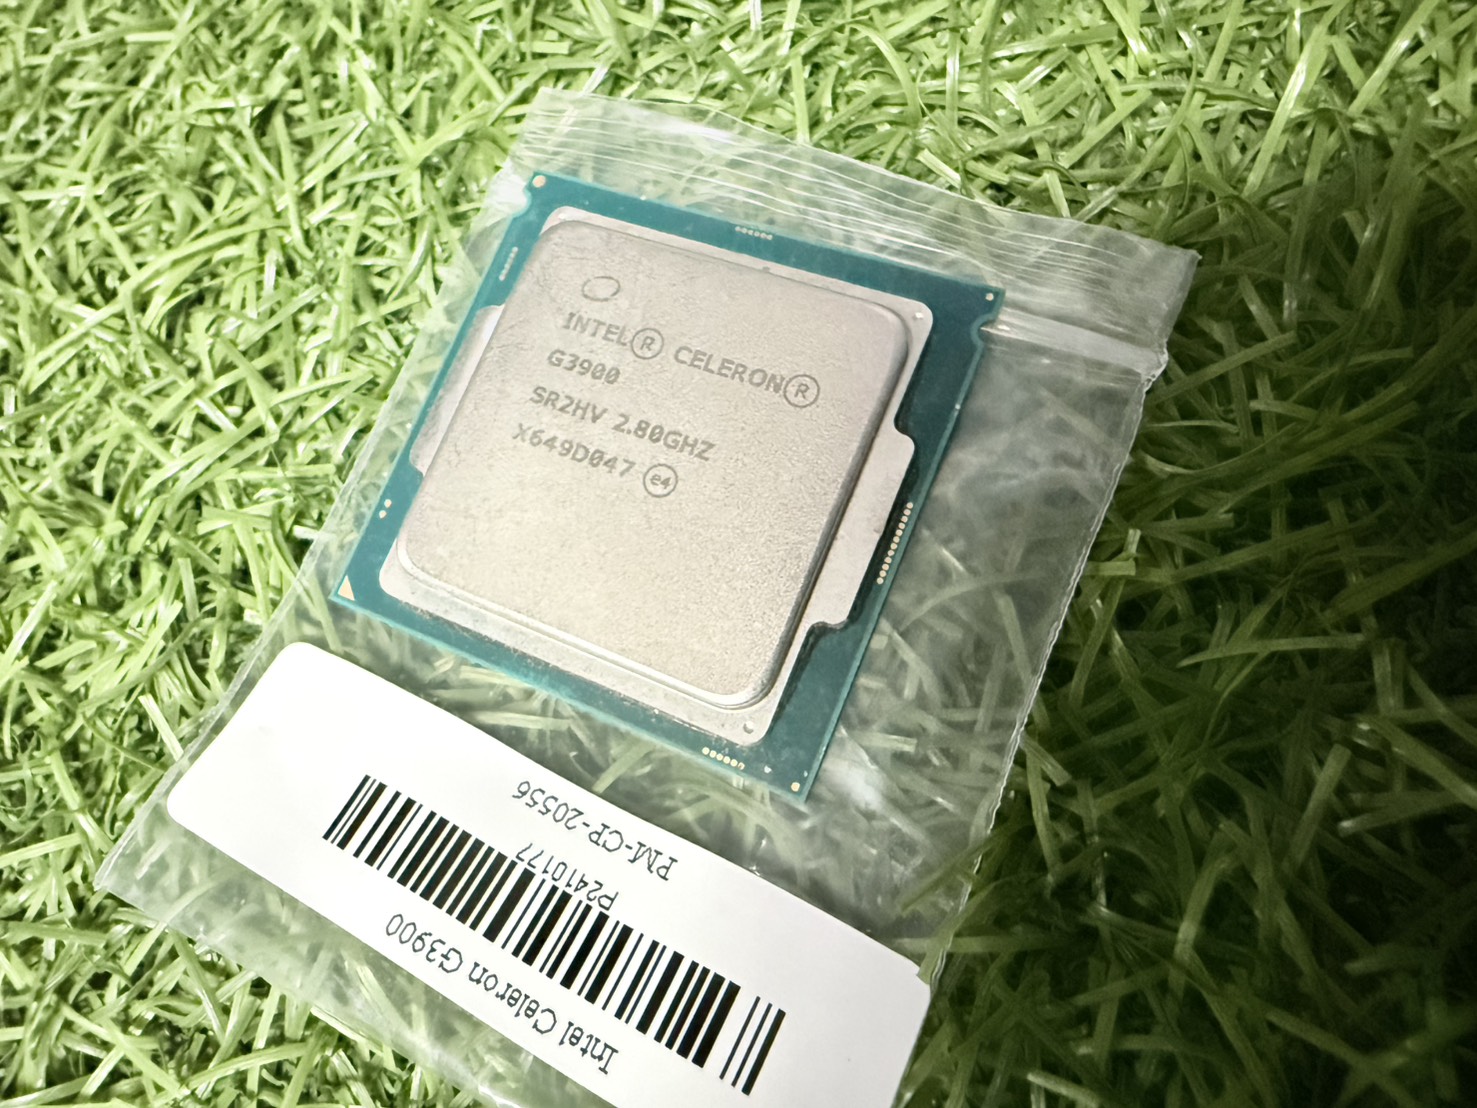 INTEL® CELERON®
G3900
SR2HV 2.80GHZ
X649D047 e4
Intel Celeron G3900
P2410177
PM-CP-20556